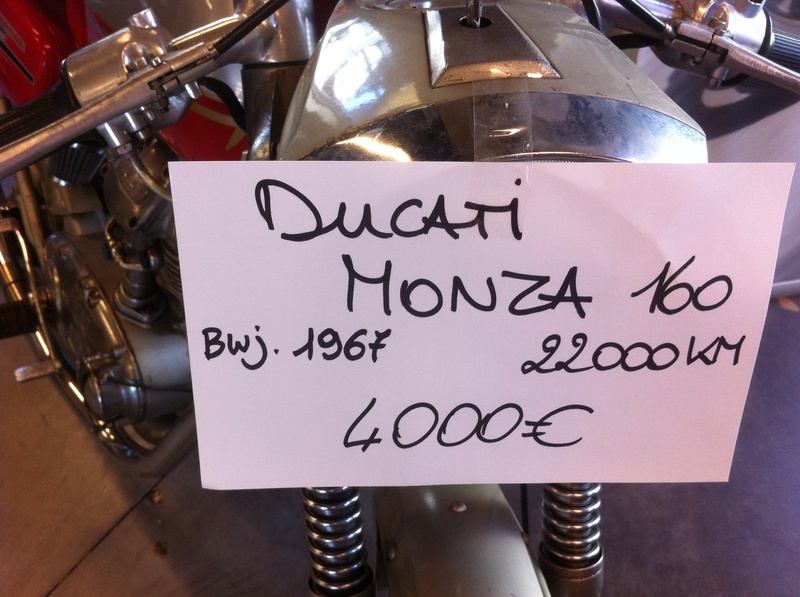 Ducati
Monza 160
Bwj. 1967 22000 KM
4000€